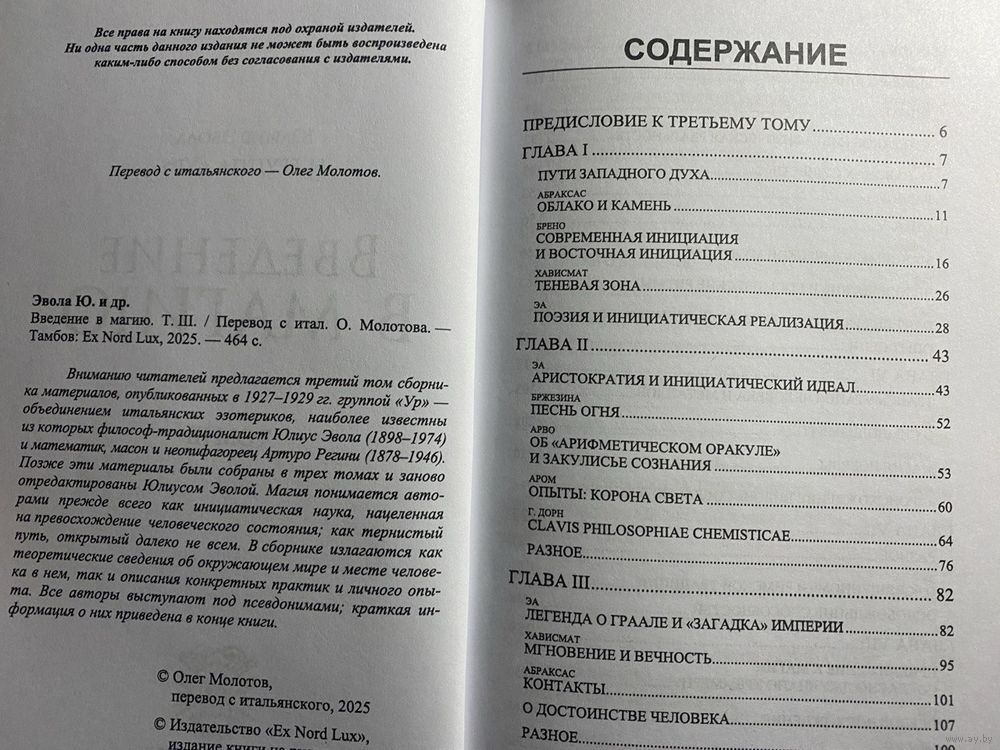 Все права на книгу находятся под охраной издателей.
Ни одна часть данного издания не может быть воспроизведена
каким-либо способом без согласования с издателями.
Перевод с итальянского — Олег Молотов.
ВВЕДЕНИЕ
В МАГИЮ
Эвола Ю. и др.
Введение в магию. Т. III. / Перевод с итал. О. Молотова. —
Тамбов: Ex Nord Lux, 2025. — 464 с.
Вниманию читателей предлагается третий том сборни-
ка материалов, опубликованных в 1927–1929 гг. группой «Ур» —
объединением итальянских эзотериков, наиболее известны
из которых философ-традиционалист Юлиус Эвола (1898–1974)
и математик, масон и неопифагореец Артуро Регини (1878–1946).
Позже эти материалы были собраны в трех томах и заново
отредактированы Юлиусом Эволой. Магия понимается авто-
рами прежде всего как инициатическая наука, нацеленная
на превосхождение человеческого состояния; как тернистый
путь, открытый далеко не всем. В сборнике излагаются как
теоретические сведения об окружающем мире и месте челове-
ка в нем, так и описания конкретных практик и личного опы-
та. Все авторы выступают под псевдонимами; краткая ин-
формация о них приведена в конце книги.
© Олег Молотов,
перевод с итальянского, 2025
© Издательство «Ex Nord Lux»,
издание книги на
СОДЕРЖАНИЕ
ПРЕДИСЛОВИЕ К ТРЕТЬЕМУ ТОМУ 6
ГЛАВА I 7
ПУТИ ЗАПАДНОГО ДУХА 7
АБРАКСАС
ОБЛАКО И КАМЕНЬ 11
БРЕНО
СОВРЕМЕННАЯ ИНИЦИАЦИЯ
И ВОСТОЧНАЯ ИНИЦИАЦИЯ 16
ХАВИСМАТ
ТЕНЕВАЯ ЗОНА 26
ЭА
ПОЭЗИЯ И ИНИЦИАТИЧЕСКАЯ РЕАЛИЗАЦИЯ 28
ГЛАВА II 43
ЭА
АРИСТОКРАТИЯ И ИНИЦИАТИЧЕСКИЙ ИДЕАЛ 43
БРЖЕЗИНА
ПЕСНЬ ОГНЯ 52
АРВО
ОБ «АРИФМЕТИЧЕСКОМ ОРАКУЛЕ»
И ЗАКУЛИСЬЕ СОЗНАНИЯ 53
АРОМ
ОПЫТЫ: КОРОНА СВЕТА 60
Г. ДОРН
CLAVIS PHILOSOPHIAE CHEMISTICAE 64
РАЗНОЕ 76
ГЛАВА III 82
ЭА
ЛЕГЕНДА О ГРААЛЕ И «ЗАГАДКА» ИМПЕРИИ 82
ХАВИСМАТ
МГНОВЕНИЕ И ВЕЧНОСТЬ 95
АБРАКСАС
КОНТАКТЫ 101
О ДОСТОИНСТВЕ ЧЕЛОВЕКА 107
РАЗНОЕ
www.ay.by